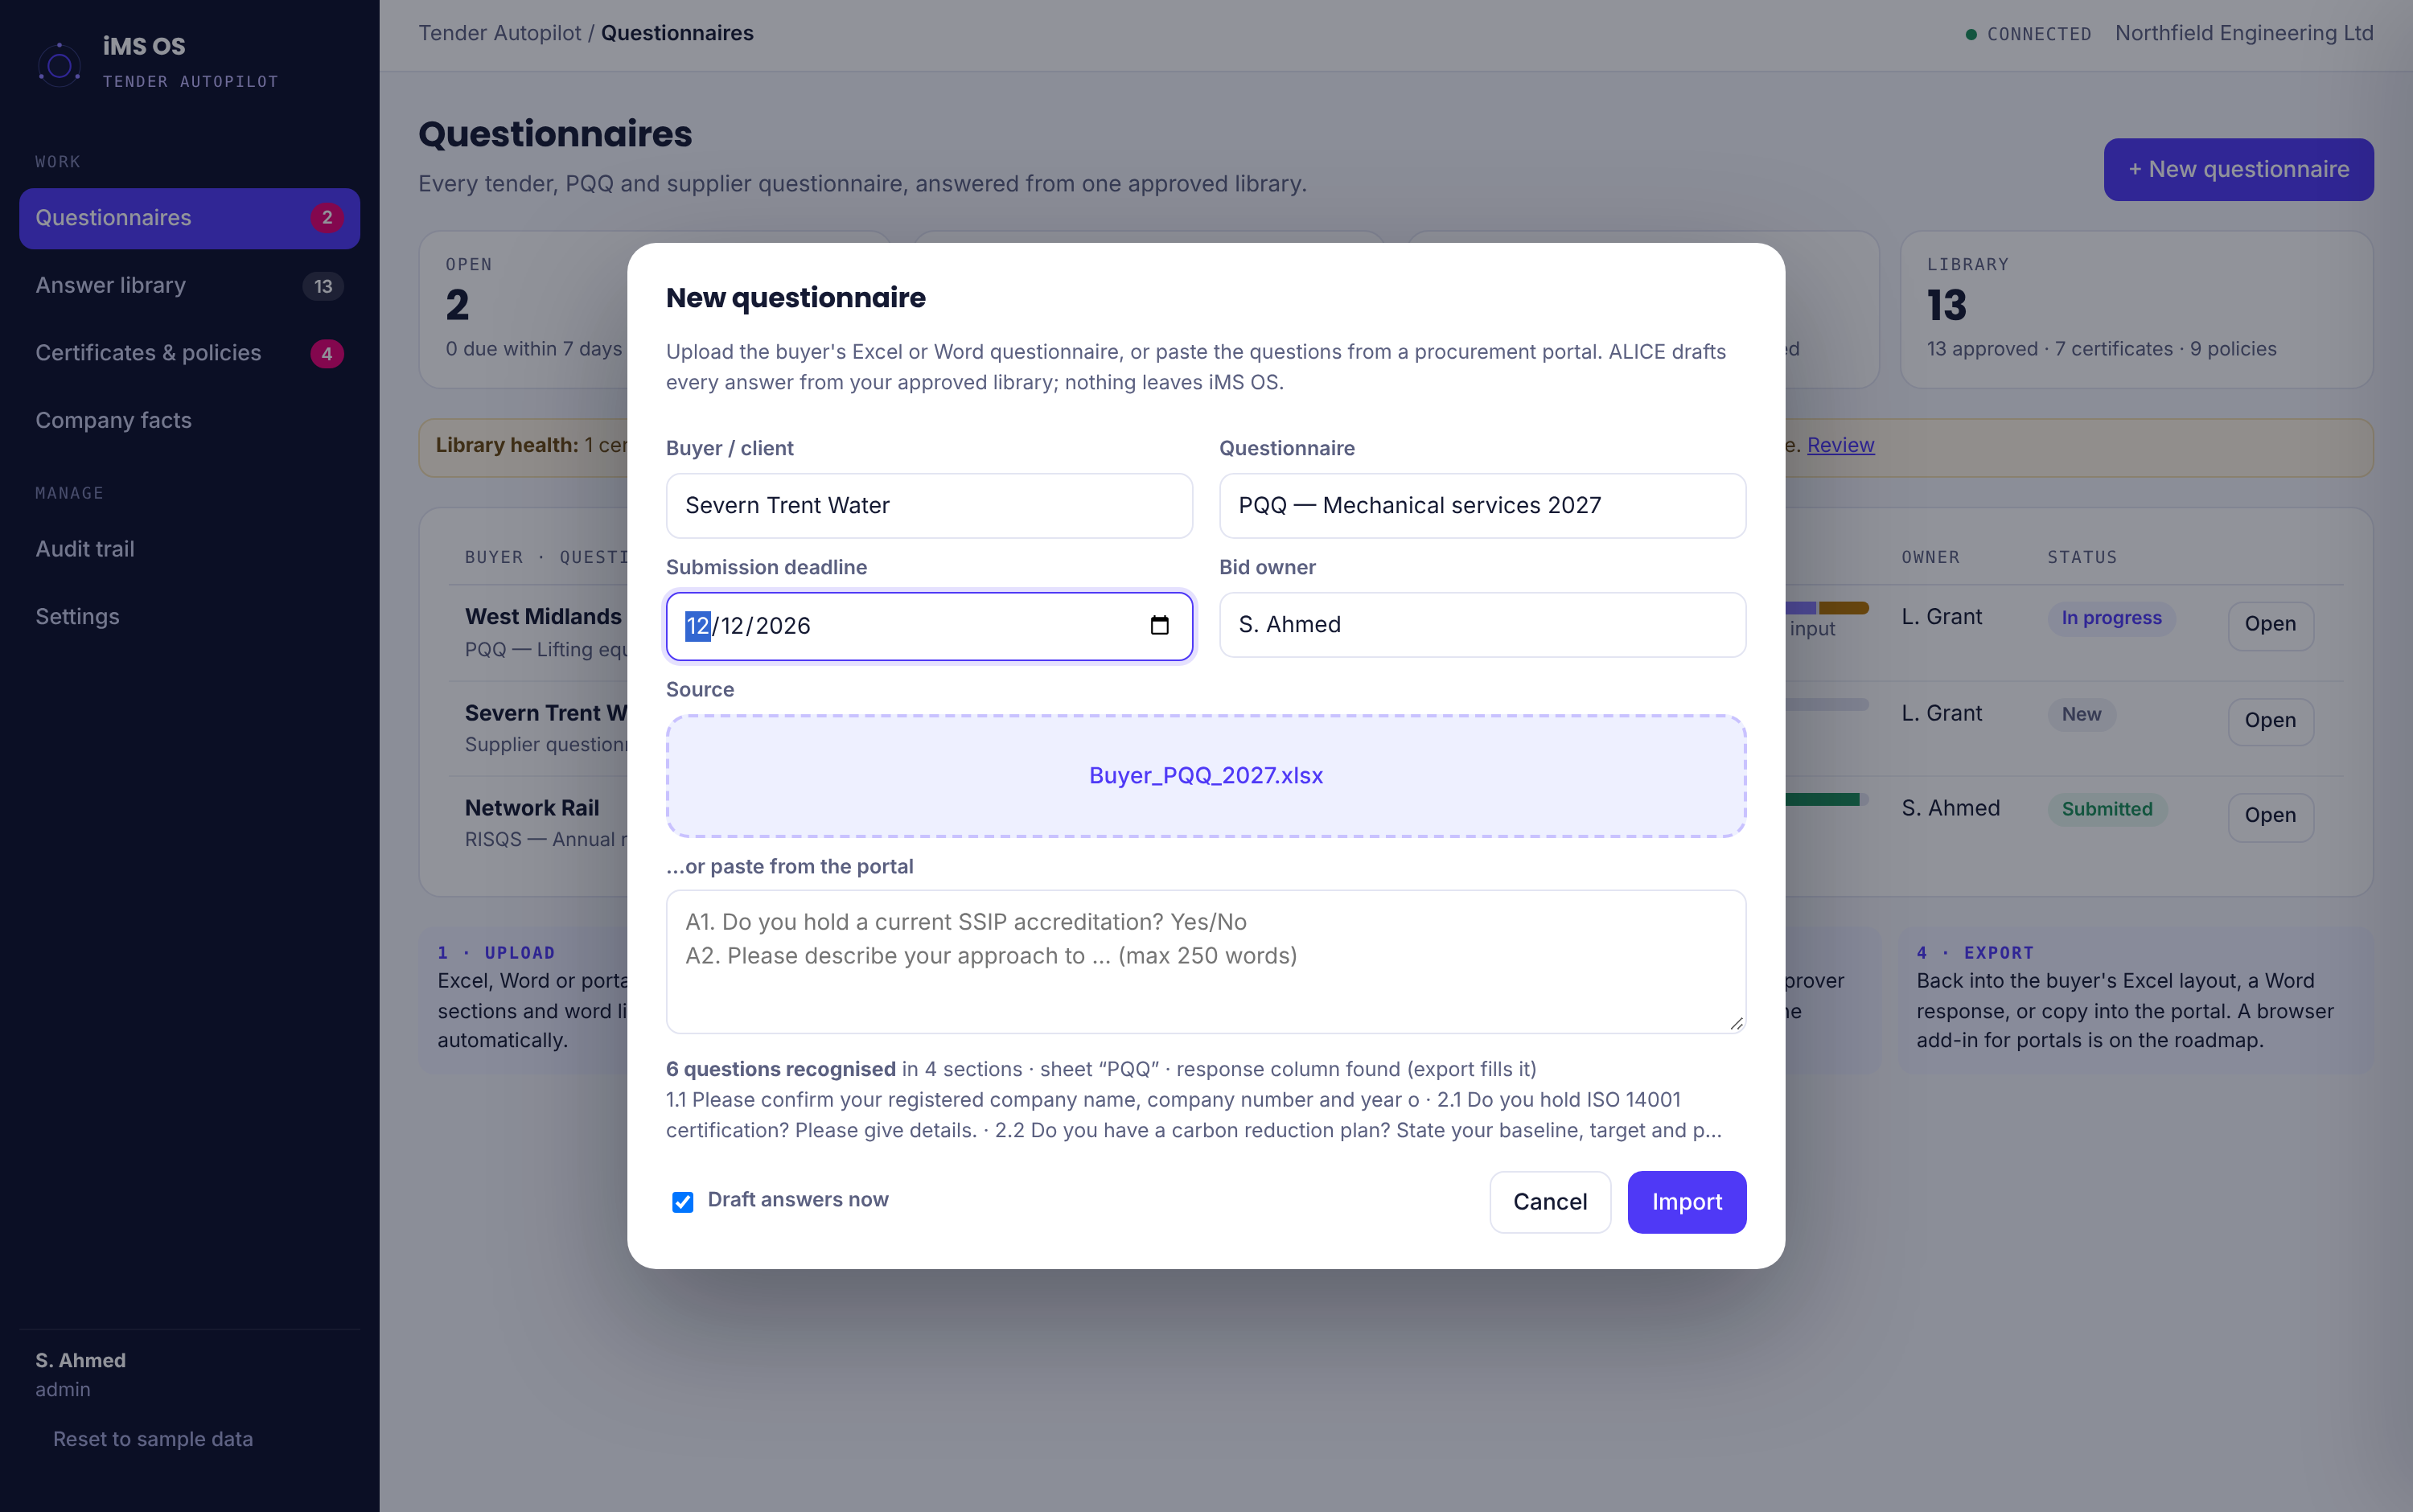 iMS OS
TENDER AUTOPILOT
WORK
Questionnaires 2
Answer library 13
Certificates & policies 4
Company facts
MANAGE
Audit trail
Settings
S. Ahmed
admin
Reset to sample data
Tender Autopilot / Questionnaires
CONNECTED Northfield Engineering Ltd
Questionnaires
Every tender, PQQ and supplier questionnaire, answered from one approved library.
+ New questionnaire
OPEN
2
0 due within 7 days
LIBRARY
13
13 approved · 7 certificates · 9 policies
Library health: 1
Review
BUYER ·
OWNER STATUS
West Midlands
PQQ — Lifting
input
L. Grant In progress Open
Severn Trent
Supplier
L. Grant New Open
Network Rail
RISQS — Annual
S. Ahmed Submitted Open
1 · UPLOAD
Excel, Word or
sections and word
automatically.
4 · EXPORT
Back into the buyer's Excel layout, a Word
response, or copy into the portal. A browser
add-in for portals is on the roadmap.
New questionnaire
Upload the buyer's Excel or Word questionnaire, or paste the questions from a procurement portal. ALICE drafts
every answer from your approved library; nothing leaves iMS OS.
Buyer / client
Severn Trent Water
Questionnaire
PQQ — Mechanical services 2027
Submission deadline
12/12/2026
Bid owner
S. Ahmed
Source
Buyer_PQQ_2027.xlsx
…or paste from the portal
A1. Do you hold a current SSIP accreditation? Yes/No
A2. Please describe your approach to … (max 250 words)
6 questions recognised in 4 sections · sheet “PQQ” · response column found (export fills it)
1.1 Please confirm your registered company name, company number and year o · 2.1 Do you hold ISO 14001
certification? Please give details. · 2.2 Do you have a carbon reduction plan? State your baseline, target and p…
Draft answers now
Cancel
Import